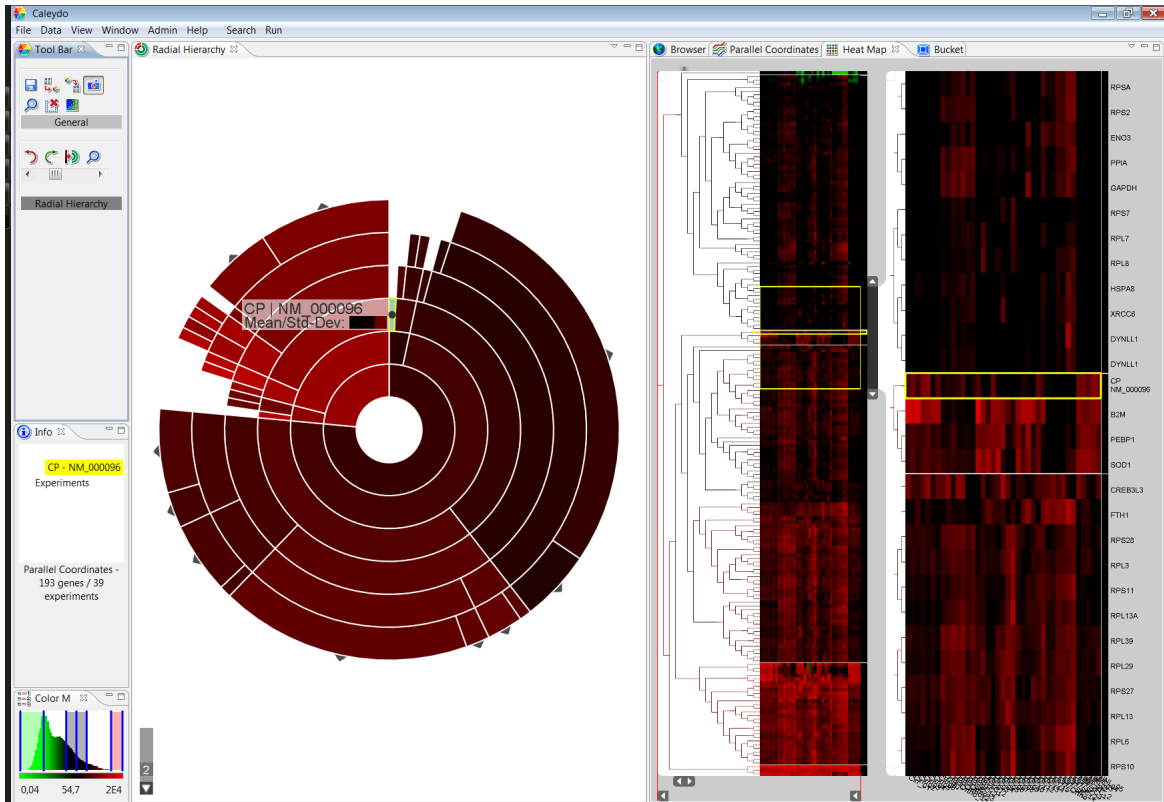 Caleydo
File Data View Window Admin Help Search Run
Tool Bar
General
Radial Hierarchy
Radial Hierarchy
CP | NM_000096
Mean/Std-Dev:
2
Info
CP - NM_000096
Experiments
Parallel Coordinates -
193 genes / 39
experiments
Color M
0,04 54,7 2E4
Browser Parallel Coordinates Heat Map Bucket
RPSA
RPS2
ENO3
PPIA
GAPDH
RPS7
RPL7
RPL8
HSPA8
XRCC6
DYNLL1
DYNLL1
CP
NM_000096
B2M
PEBP1
SOD1
CREB3L3
FTH1
RPS28
RPL3
RPS11
RPL13A
RPL39
RPL29
RPS27
RPL13
RPL6
RPS10